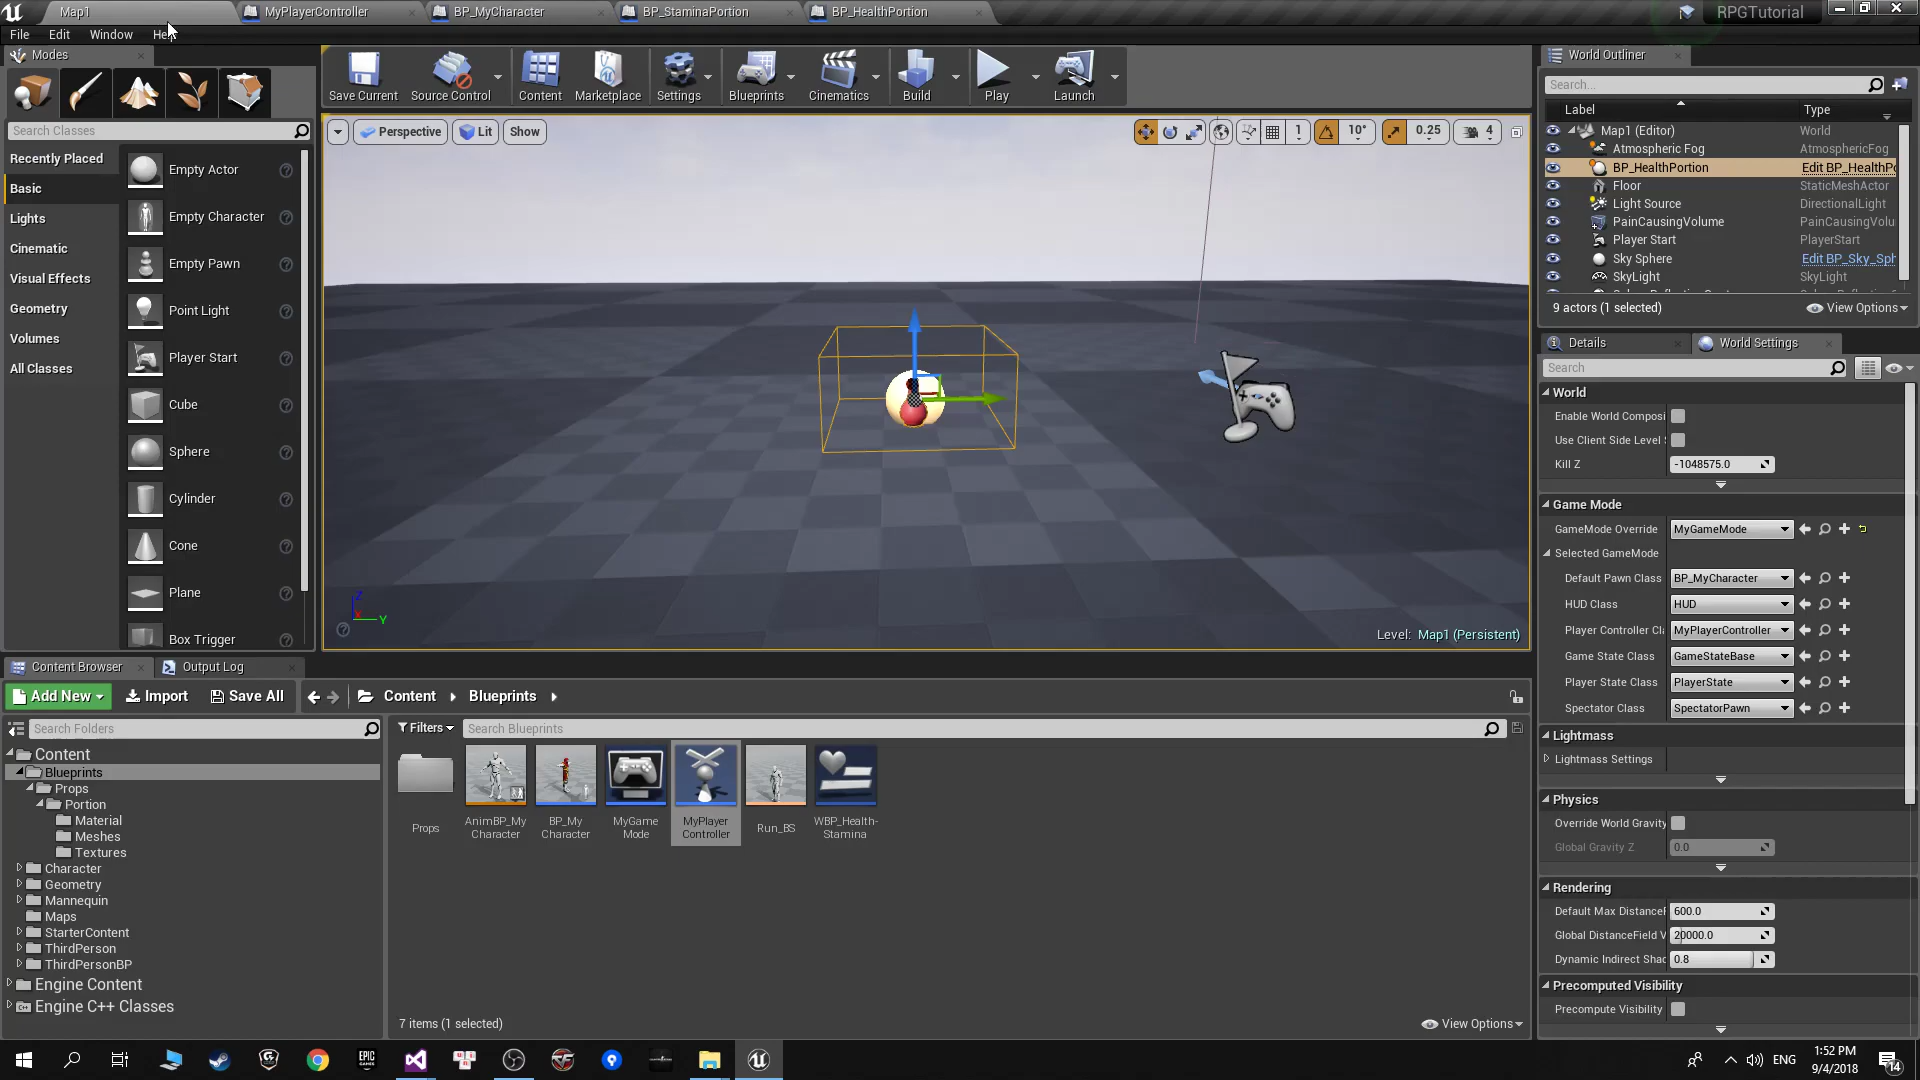 Map1
MyPlayerController
BP_MyCharacter
BP_StaminaPortion
BP_HealthPortion
RPGTutorial
File Edit Window
Modes
Save Current
Source Control
Content
Marketplace
Settings
Blueprints
Cinematics
Build
Play
Launch
World Outliner
Search Classes
Perspective
Lit
Show
1
10°
0.25
4
Search...
Label
Type
Recently Placed
Basic
Lights
Cinematic
Visual Effects
Geometry
Volumes
All Classes
Empty Actor
Empty Character
Empty Pawn
Point Light
Player Start
Cube
Sphere
Cylinder
Cone
Plane
Box Trigger
Map1 (Editor) World
Atmospheric Fog AtmosphericFog
BP_HealthPortion Edit BP_HealthPo
Floor StaticMeshActor
Light Source DirectionalLight
PainCausingVolume PainCausingVolu
Player Start PlayerStart
Sky Sphere Edit BP_Sky_Sph
SkyLight SkyLight
9 actors (1 selected)
View Options
Details
World Settings
Search
World
Enable World Composi
Use Client Side Level
Kill Z -1048575.0
Game Mode
GameMode Override MyGameMode
Selected GameMode
Default Pawn Class BP_MyCharacter
HUD Class HUD
Player Controller Cl MyPlayerController
Game State Class GameStateBase
Player State Class PlayerState
Spectator Class SpectatorPawn
Lightmass
Lightmass Settings
Physics
Override World Gravity
Global Gravity Z 0.0
Rendering
Default Max DistanceF 600.0
Global DistanceField V 20000.0
Dynamic Indirect Shad 0.8
Precomputed Visibility
Precompute Visibility
Z
X
Y
Level: Map1 (Persistent)
Content Browser
Output Log
Add New
Import
Save All
Content
Blueprints
Search Folders
Filters
Search Blueprints
Content
Blueprints
Props
Portion
Material
Meshes
Textures
Character
Geometry
Mannequin
Maps
StarterContent
ThirdPerson
ThirdPersonBP
Engine Content
Engine C++ Classes
Props
AnimBP_My
Character
BP_My
Character
MyGame
Mode
MyPlayer
Controller
Run_BS
WBP_Health-
Stamina
7 items (1 selected)
View Options
EPIC
GAMES
ENG
1:52 PM
9/4/2018
14